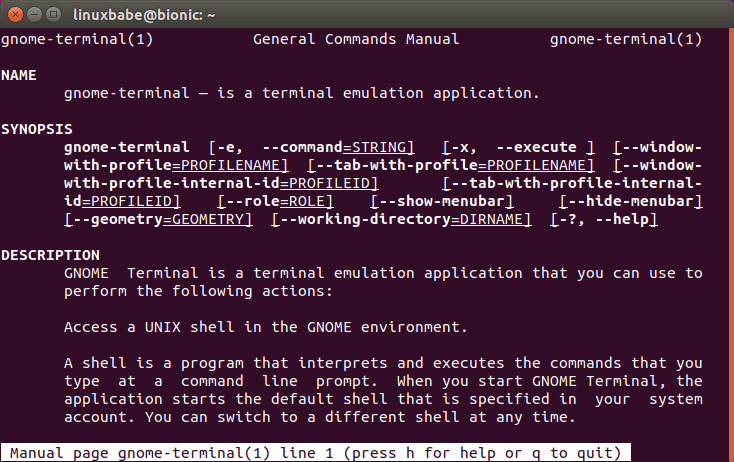 linuxbabe@bionic: ~
gnome-terminal(1) General Commands Manual gnome-terminal(1)
NAME
gnome-terminal — is a terminal emulation application.
SYNOPSIS
gnome-terminal [-e, --command=STRING] [-x, --execute ] [--window-
with-profile=PROFILENAME] [--tab-with-profile=PROFILENAME] [--window-
with-profile-internal-id=PROFILEID] [--tab-with-profile-internal-
id=PROFILEID] [--role=ROLE] [--show-menubar] [--hide-menubar]
[--geometry=GEOMETRY] [--working-directory=DIRNAME] [-?, --help]
DESCRIPTION
GNOME Terminal is a terminal emulation application that you can use to
perform the following actions:
Access a UNIX shell in the GNOME environment.
A shell is a program that interprets and executes the commands that you
type at a command line prompt. When you start GNOME Terminal, the
application starts the default shell that is specified in your system
account. You can switch to a different shell at any time.
Manual page gnome-terminal(1) line 1 (press h for help or q to quit)